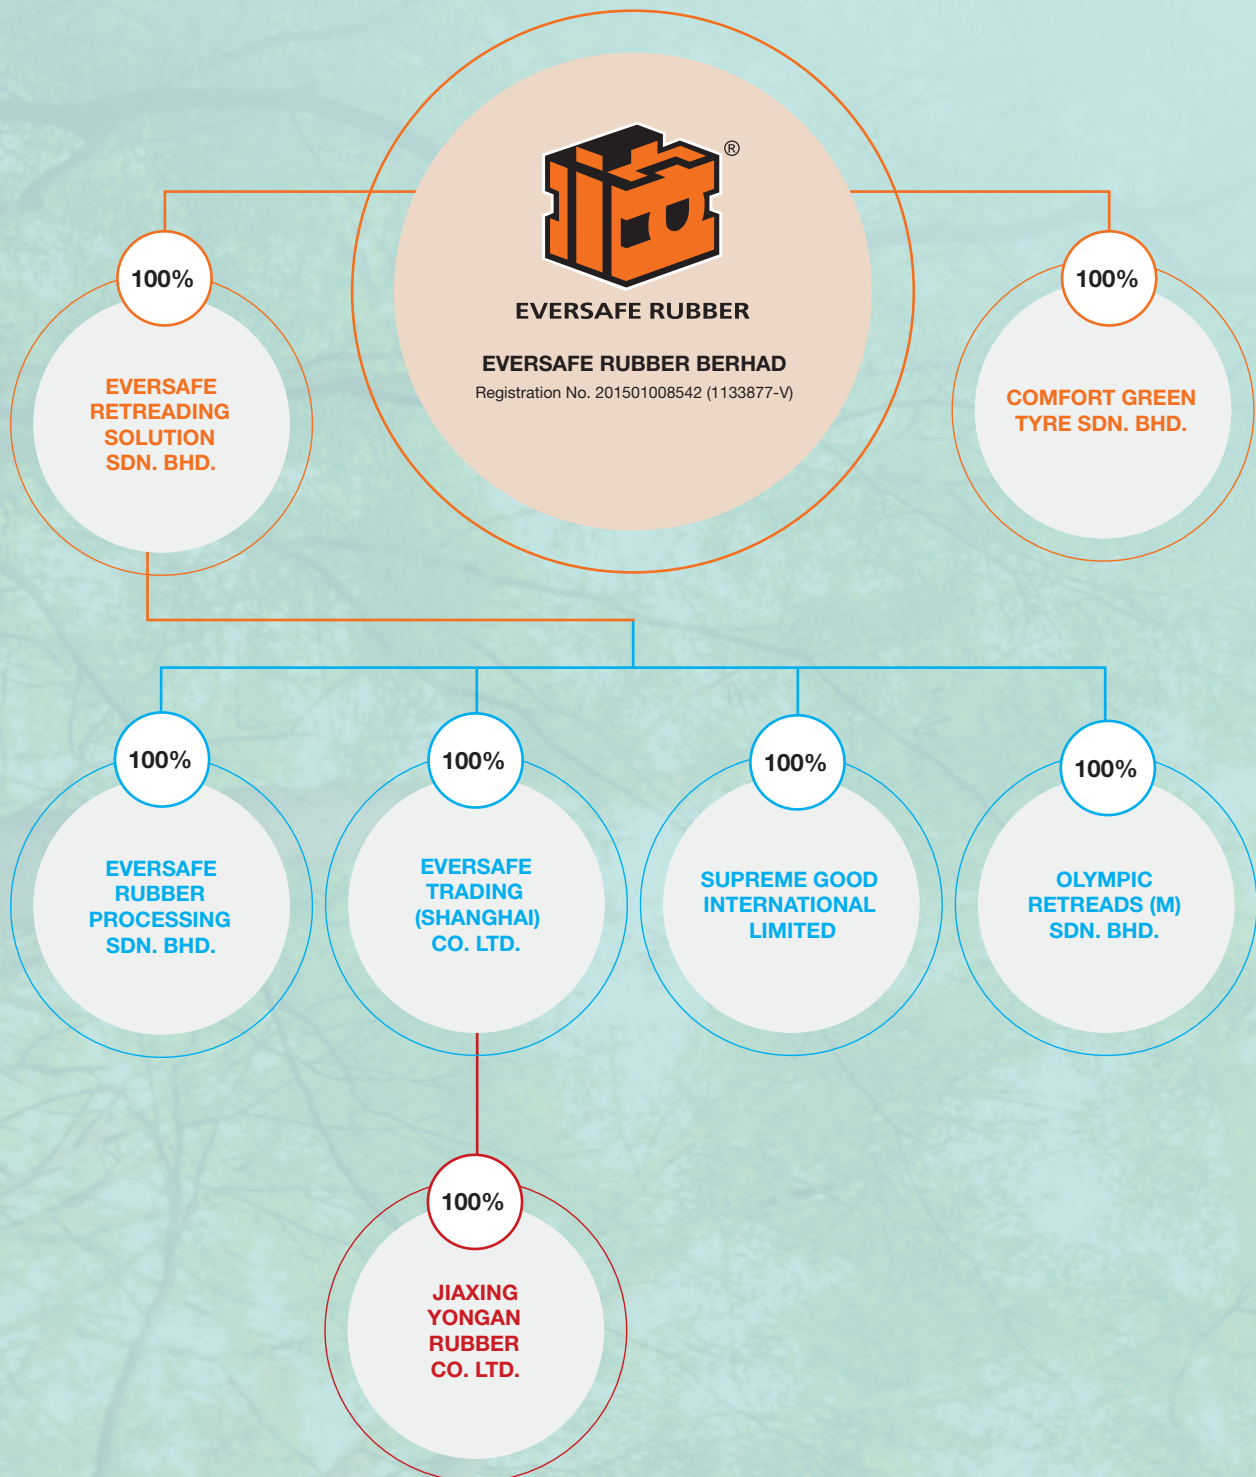 ®
EVERSAFE RUBBER
EVERSAFE RUBBER BERHAD
Registration No. 201501008542 (1133877-V)
100%
EVERSAFE
RETREADING
SOLUTION
SDN. BHD.
100%
COMFORT GREEN
TYRE SDN. BHD.
100%
EVERSAFE
RUBBER
PROCESSING
SDN. BHD.
100%
EVERSAFE
TRADING
(SHANGHAI)
CO. LTD.
100%
SUPREME GOOD
INTERNATIONAL
LIMITED
100%
OLYMPIC
RETREADS (M)
SDN. BHD.
100%
JIAXING
YONGAN
RUBBER
CO. LTD.